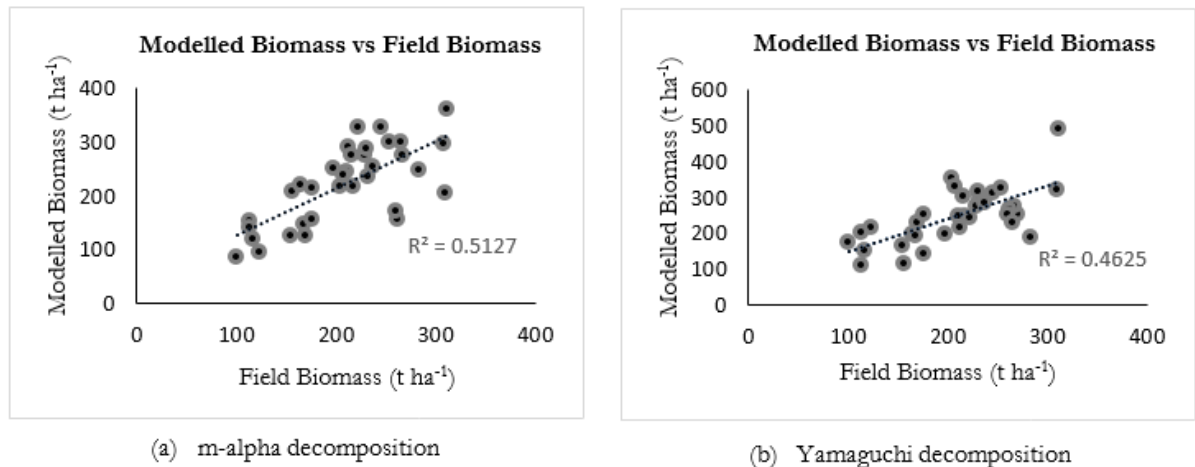 Modelled Biomass vs Field Biomass
Modelled Biomass (t ha-1)
400
300
200
100
0
R² = 0.5127
0 100 200 300 400
Field Biomass (t ha-1)
(a) m-alpha decomposition
Modelled Biomass vs Field Biomass
Modelled Biomass (t ha-1)
600
500
400
300
200
100
0
R² = 0.4625
0 100 200 300 400
Field Biomass (t ha-1)
(b) Yamaguchi decomposition